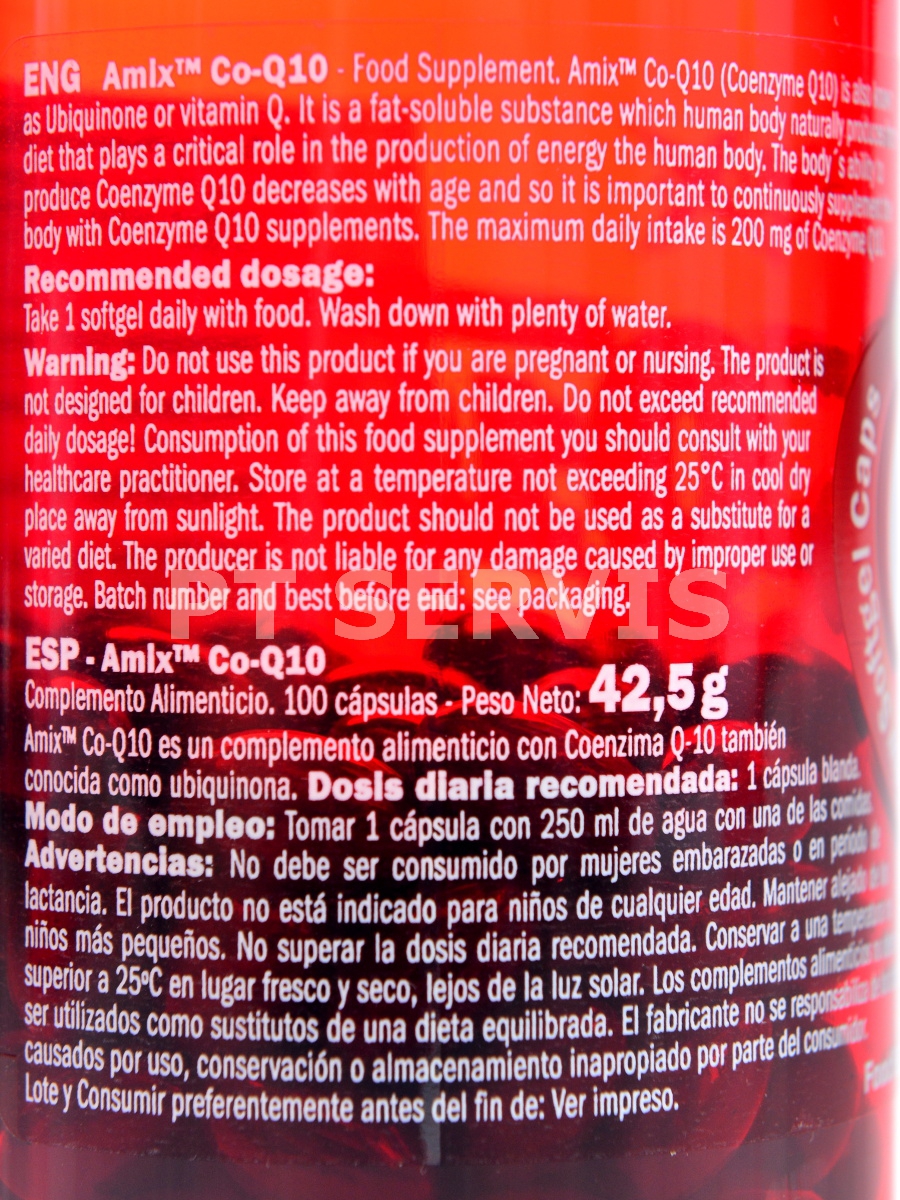 ENG Amix™ Co-Q10 - Food Supplement. Amix™ Co-Q10 (Coenzyme Q10) is also
as Ubiquinone or vitamin Q. It is a fat-soluble substance which human body naturally
diet that plays a critical role in the production of energy the human body. The body´s ability to
produce Coenzyme Q10 decreases with age and so it is important to continuously
body with Coenzyme Q10 supplements. The maximum daily intake is 200 mg of Coenzyme Q10.
Recommended dosage:
Take 1 softgel daily with food. Wash down with plenty of water.
Warning: Do not use this product if you are pregnant or nursing. The product is
not designed for children. Keep away from children. Do not exceed recommended
daily dosage! Consumption of this food supplement you should consult with your
healthcare practitioner. Store at a temperature not exceeding 25°C in cool dry
place away from sunlight. The product should not be used as a substitute for a
varied diet. The producer is not liable for any damage caused by improper use or
storage. Batch number and best before end: see packaging.
PT SERVIS
ESP - Amix™ Co-Q10
Complemento Alimenticio. 100 cápsulas - Peso Neto: 42,5 g
Amix™ Co-Q10 es un complemento alimenticio con Coenzima Q-10 también
conocida como ubiquinona. Dosis diaria recomendada: 1 cápsula blanda.
Modo de empleo: Tomar 1 cápsula con 250 ml de agua con una de las comidas.
Advertencias: No debe ser consumido por mujeres embarazadas o en período de
lactancia. El producto no está indicado para niños de cualquier edad. Mantener alejado de
niños más pequeños. No superar la dosis diaria recomendada. Conservar a una temperatura
superior a 25ºC en lugar fresco y seco, lejos de la luz solar. Los complementos alimenticios
ser utilizados como sustitutos de una dieta equilibrada. El fabricante no se responsabiliza de
causados por uso, conservación o almacenamiento inapropiado por parte del consumidor.
Lote y Consumir preferentemente antes del fin de: Ver impreso.
Softgel Caps